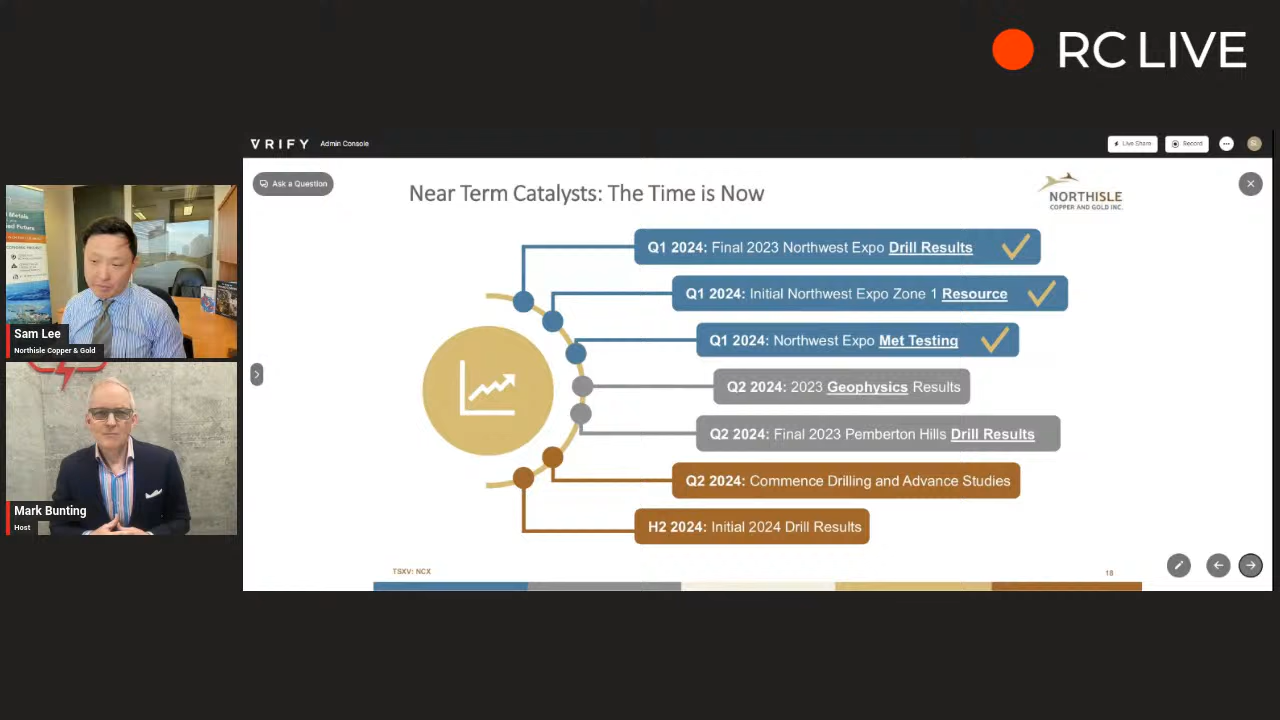 RC LIVE
VRIFY Admin Console
Live Share
Record
Ask a Question
Near Term Catalysts: The Time is Now
NORTHISLE
COPPER AND GOLD INC.
Q1 2024: Final 2023 Northwest Expo Drill Results
Q1 2024: Initial Northwest Expo Zone 1 Resource
Q1 2024: Northwest Expo Met Testing
Q2 2024: 2023 Geophysics Results
Q2 2024: Final 2023 Pemberton Hills Drill Results
Q2 2024: Commence Drilling and Advance Studies
H2 2024: Initial 2024 Drill Results
TSXV: NCX
18
Sam Lee
Northisle Copper & Gold
Mark Bunting
Host